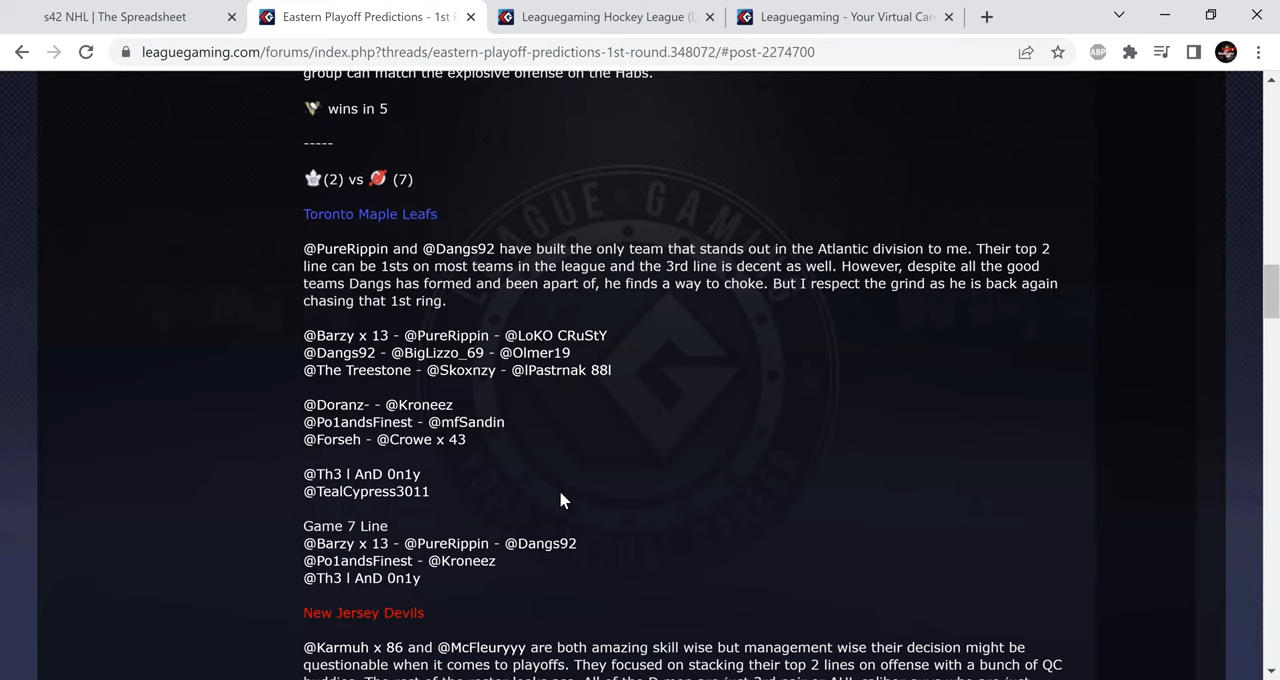 s42 NHL | The Spreadsheet
Eastern Playoff Predictions - 1st
Leaguegaming Hockey League (
Leaguegaming - Your Virtual Car
leaguegaming.com/forums/index.php?threads/eastern-playoff-predictions-1st-round.348072/#post-2274700
ABP
group can match the explosive offense on the Habs.
wins in 5
-----
(2) vs (7)
Toronto Maple Leafs
@PureRippin and @Dangs92 have built the only team that stands out in the Atlantic division to me. Their top 2
line can be 1sts on most teams in the league and the 3rd line is decent as well. However, despite all the good
teams Dangs has formed and been apart of, he finds a way to choke. But I respect the grind as he is back again
chasing that 1st ring.
@Barzy x 13 - @PureRippin - @LoKO CRuStY
@Dangs92 - @BigLizzo_69 - @Olmer19
@The Treestone - @Skoxnzy - @lPastrnak 88l
@Doranz- - @Kroneez
@Po1andsFinest - @mfSandin
@Forseh - @Crowe x 43
@Th3 l AnD 0n1y
@TealCypress3011
Game 7 Line
@Barzy x 13 - @PureRippin - @Dangs92
@Po1andsFinest - @Kroneez
@Th3 l AnD 0n1y
New Jersey Devils
@Karmuh x 86 and @McFleuryyy are both amazing skill wise but management wise their decision might be
questionable when it comes to playoffs. They focused on stacking their top 2 lines on offense with a bunch of QC
LEAGUE GAMING